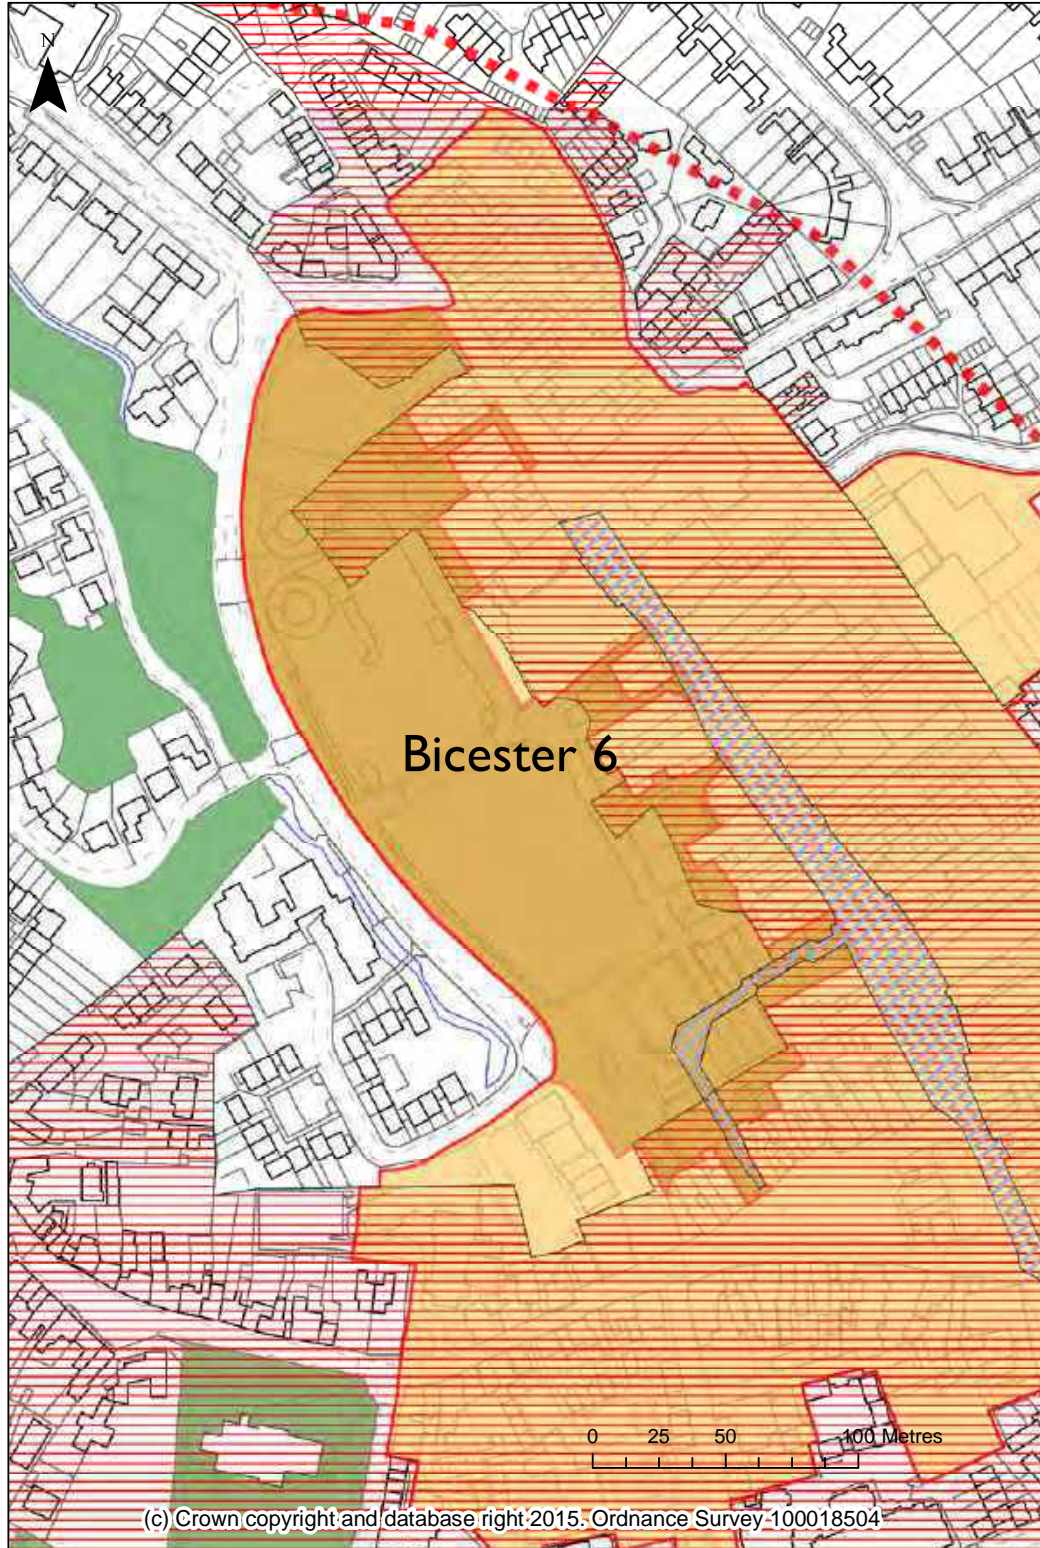 N
Bicester 6
0 25 50 100 Metres
(c) Crown copyright and database right 2015. Ordnance Survey 100018504